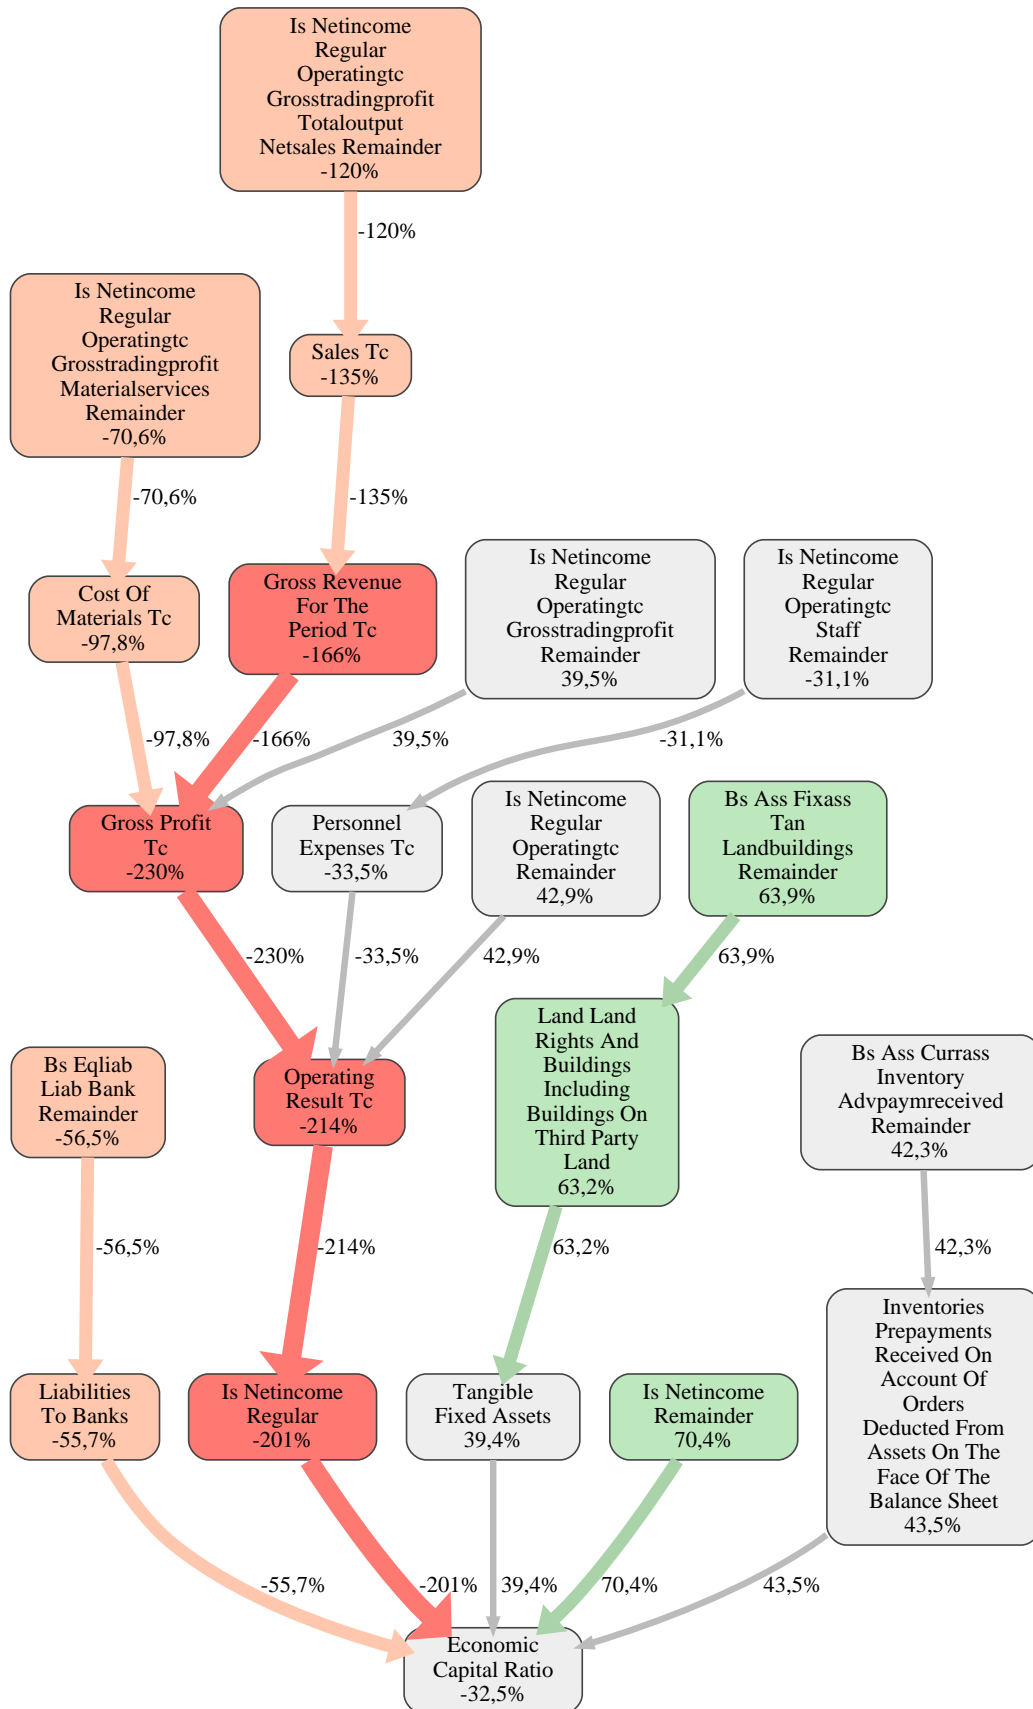 Is Netincome
Regular
Operatingtc
Grosstradingprofit
Totaloutput
Netsales Remainder
-120%
-120%
Is Netincome
Regular
Operatingtc
Grosstradingprofit
Materialservices
Remainder
-70,6%
Sales Tc
-135%
-70,6%
-135%
Is Netincome
Regular
Operatingtc
Grosstradingprofit
Remainder
39,5%
Is Netincome
Regular
Operatingtc
Staff
Remainder
-31,1%
Cost Of
Materials Tc
-97,8%
Gross Revenue
For The
Period Tc
-166%
-97,8%
-166%
39,5%
-31,1%
Gross Profit
Tc
-230%
Personnel
Expenses Tc
-33,5%
Is Netincome
Regular
Operatingtc
Remainder
42,9%
Bs Ass Fixass
Tan
Landbuildings
Remainder
63,9%
-230%
-33,5%
42,9%
63,9%
Bs Eqliab
Liab Bank
Remainder
-56,5%
Operating
Result Tc
-214%
Land Land
Rights And
Buildings
Including
Buildings On
Third Party
Land
63,2%
Bs Ass Currass
Inventory
Advpaymreceived
Remainder
42,3%
-56,5%
-214%
63,2%
42,3%
Liabilities
To Banks
-55,7%
Is Netincome
Regular
-201%
Tangible
Fixed Assets
39,4%
Is Netincome
Remainder
70,4%
Inventories
Prepayments
Received On
Account Of
Orders
Deducted From
Assets On The
Face Of The
Balance Sheet
43,5%
-55,7%
-201%
39,4%
70,4%
43,5%
Economic
Capital Ratio
-32,5%